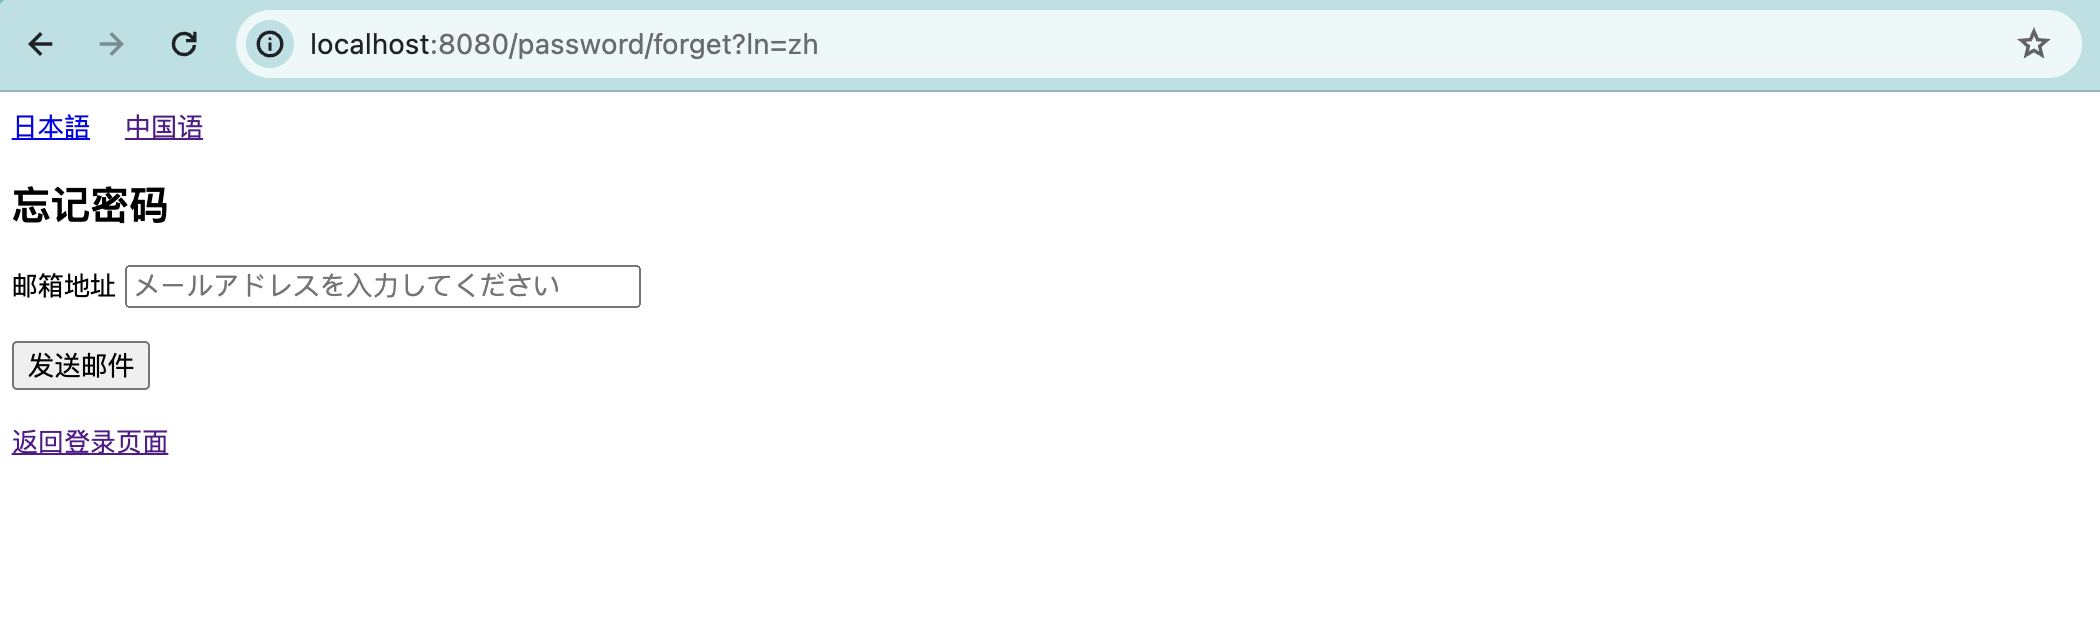 localhost:8080/password/forget?ln=zh
日本語 中国语
忘记密码
邮箱地址 メールアドレスを入力してください
发送邮件
返回登录页面